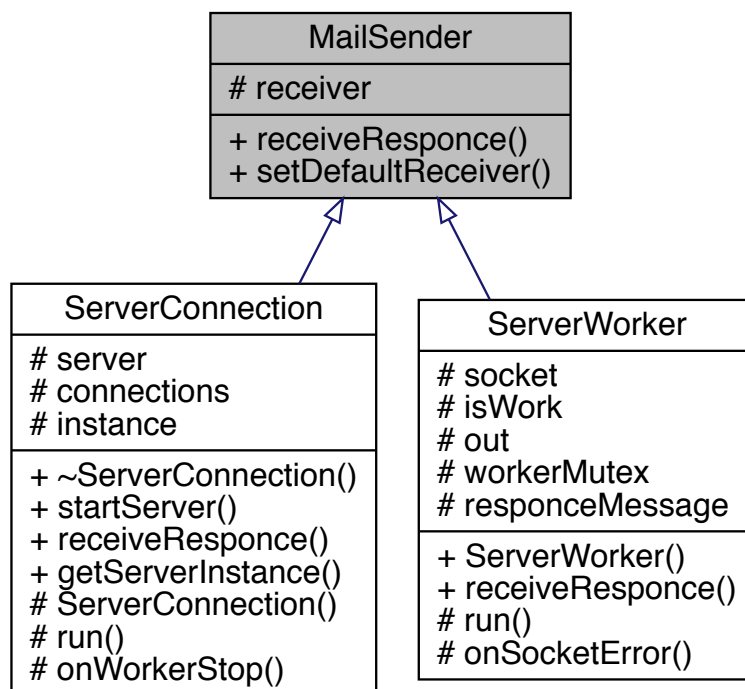 MailSender
# receiver
+ receiveResponce()
+ setDefaultReceiver()
ServerConnection
# server
# connections
# instance
+ ~ServerConnection()
+ startServer()
+ receiveResponce()
+ getServerInstance()
# ServerConnection()
# run()
# onWorkerStop()
ServerWorker
# socket
# isWork
# out
# workerMutex
# responceMessage
+ ServerWorker()
+ receiveResponce()
# run()
# onSocketError()